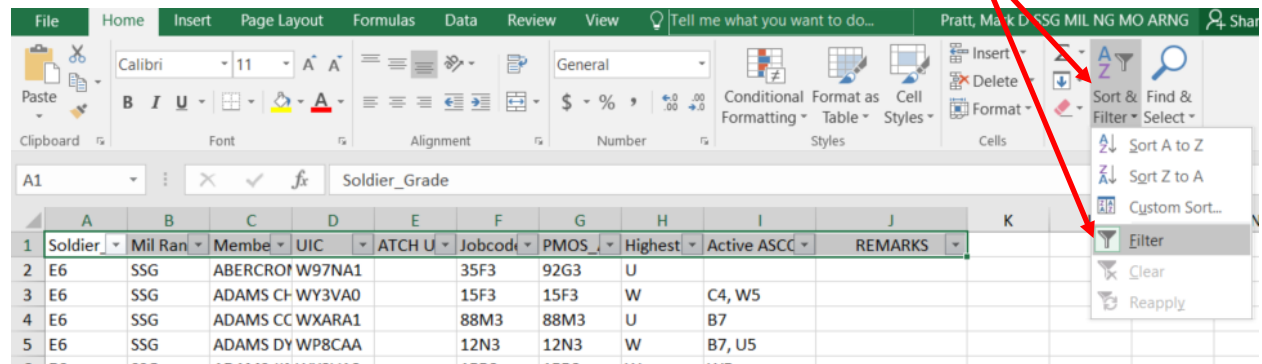 File Home Insert Page Layout Formulas Data Review View Tell me what you want to do... Pratt, Mark D SSG MIL NG MO ARNG Shar
Calibri 11 A A General Insert
Delete
Paste B I U A $ % , .0 .00 .00 .0 Conditional Format as Cell Format Sort & Find &
Formatting Table Styles Filter Select
Clipboard Font Alignment Number Styles Cells
Sort A to Z
A1 fx Soldier_Grade Sort Z to A
Custom Sort...
A B C D E F G H I J K
1 Soldier_ Mil Ran Membe UIC ATCH U Jobcode PMOS_ Highest Active ASCC REMARKS Filter
2 E6 SSG ABERCRON W97NA1 35F3 92G3 U Clear
3 E6 SSG ADAMS CH WY3VA0 15F3 15F3 W C4, W5 Reapply
4 E6 SSG ADAMS CC WXARA1 88M3 88M3 U B7
5 E6 SSG ADAMS DY WP8CAA 12N3 12N3 W B7, U5